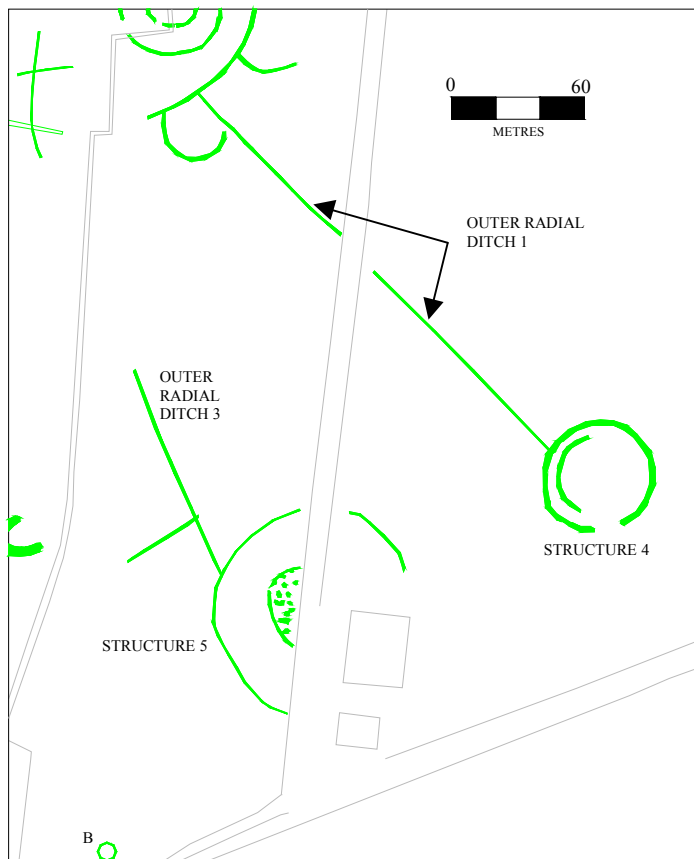 0 60
METRES
OUTER RADIAL
DITCH 1
OUTER
RADIAL
DITCH 3
STRUCTURE 4
STRUCTURE 5
B